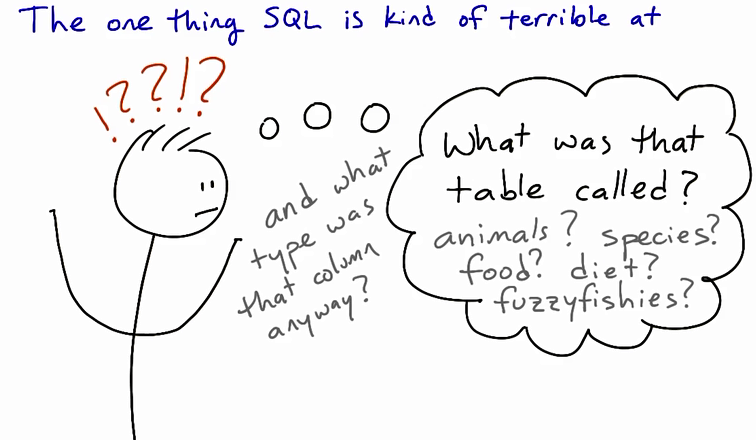 The one thing SQL is kind of terrible at
!??!?
What was that
table called?
animals? species?
food? diet?
fuzzyfishies?
and what
type was
that column
anyway?